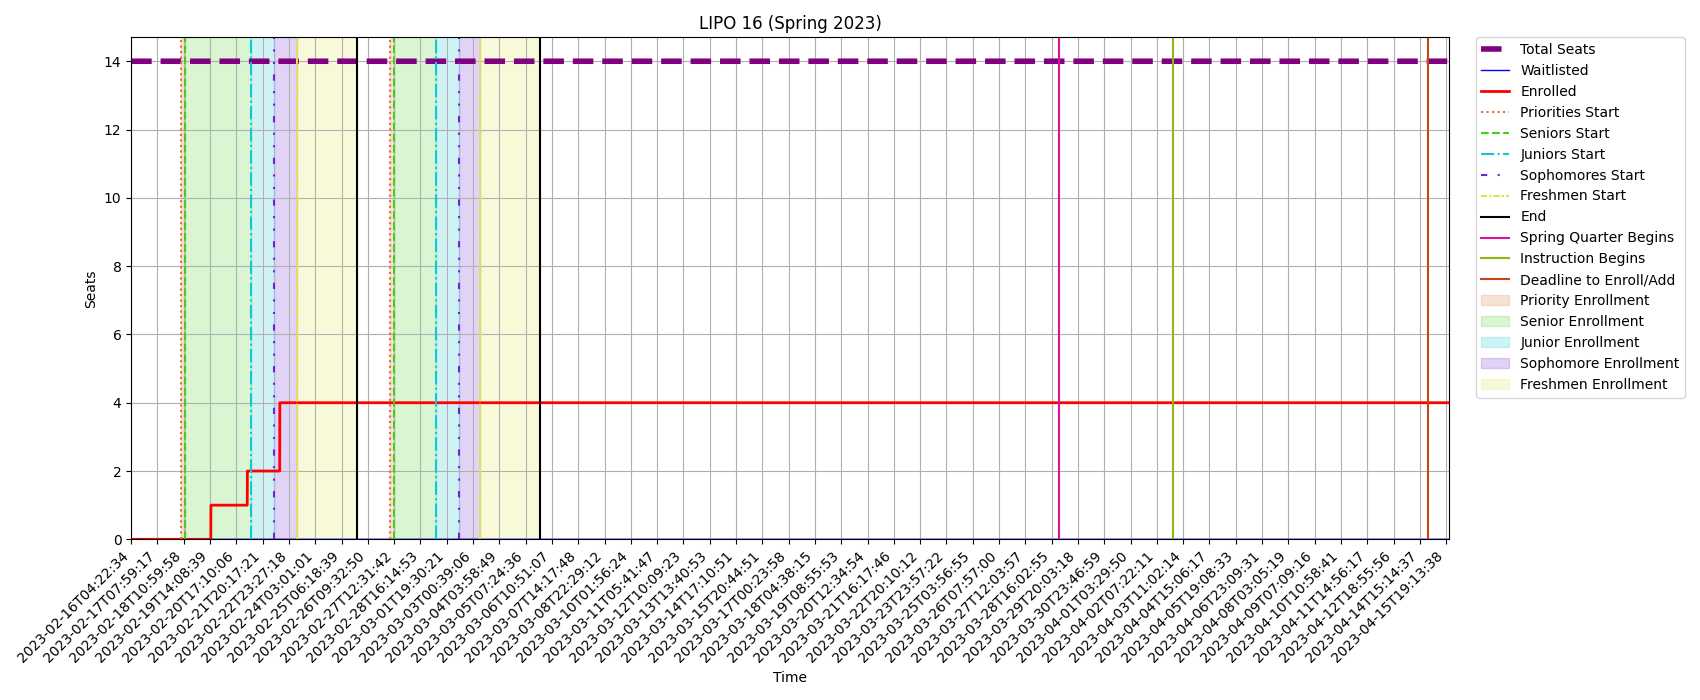 LIPO 16 (Spring 2023)
Seats
14
12
10
8
6
4
2
0
2023-02-16T04:22:34
2023-02-17T07:59:17
2023-02-18T10:59:58
2023-02-19T14:08:39
2023-02-20T17:10:06
2023-02-21T20:17:21
2023-02-22T23:27:18
2023-02-24T03:01:01
2023-02-25T06:18:39
2023-02-26T09:32:50
2023-02-27T12:31:42
2023-02-28T16:14:53
2023-03-01T19:30:21
2023-03-03T00:39:06
2023-03-04T03:58:49
2023-03-05T07:24:36
2023-03-06T10:51:07
2023-03-07T14:17:48
2023-03-08T22:29:12
2023-03-10T01:56:24
2023-03-11T05:41:47
2023-03-12T10:09:23
2023-03-13T13:40:53
2023-03-14T17:10:51
2023-03-15T20:44:51
2023-03-17T00:23:58
2023-03-18T04:38:15
2023-03-19T08:55:53
2023-03-20T12:34:54
2023-03-21T16:17:46
2023-03-22T20:10:12
2023-03-23T23:57:22
2023-03-25T03:56:55
2023-03-26T07:57:00
2023-03-27T12:03:57
2023-03-28T16:02:55
2023-03-29T20:03:18
2023-03-30T23:46:59
2023-04-01T03:29:50
2023-04-02T07:22:11
2023-04-03T11:02:14
2023-04-04T15:06:17
2023-04-05T19:08:33
2023-04-06T23:09:31
2023-04-08T03:05:19
2023-04-09T07:09:16
2023-04-10T10:58:41
2023-04-11T14:56:17
2023-04-12T18:55:56
2023-04-14T15:14:37
2023-04-15T19:13:38
Time
Total Seats
Waitlisted
Enrolled
Priorities Start
Seniors Start
Juniors Start
Sophomores Start
Freshmen Start
End
Spring Quarter Begins
Instruction Begins
Deadline to Enroll/Add
Priority Enrollment
Senior Enrollment
Junior Enrollment
Sophomore Enrollment
Freshmen Enrollment